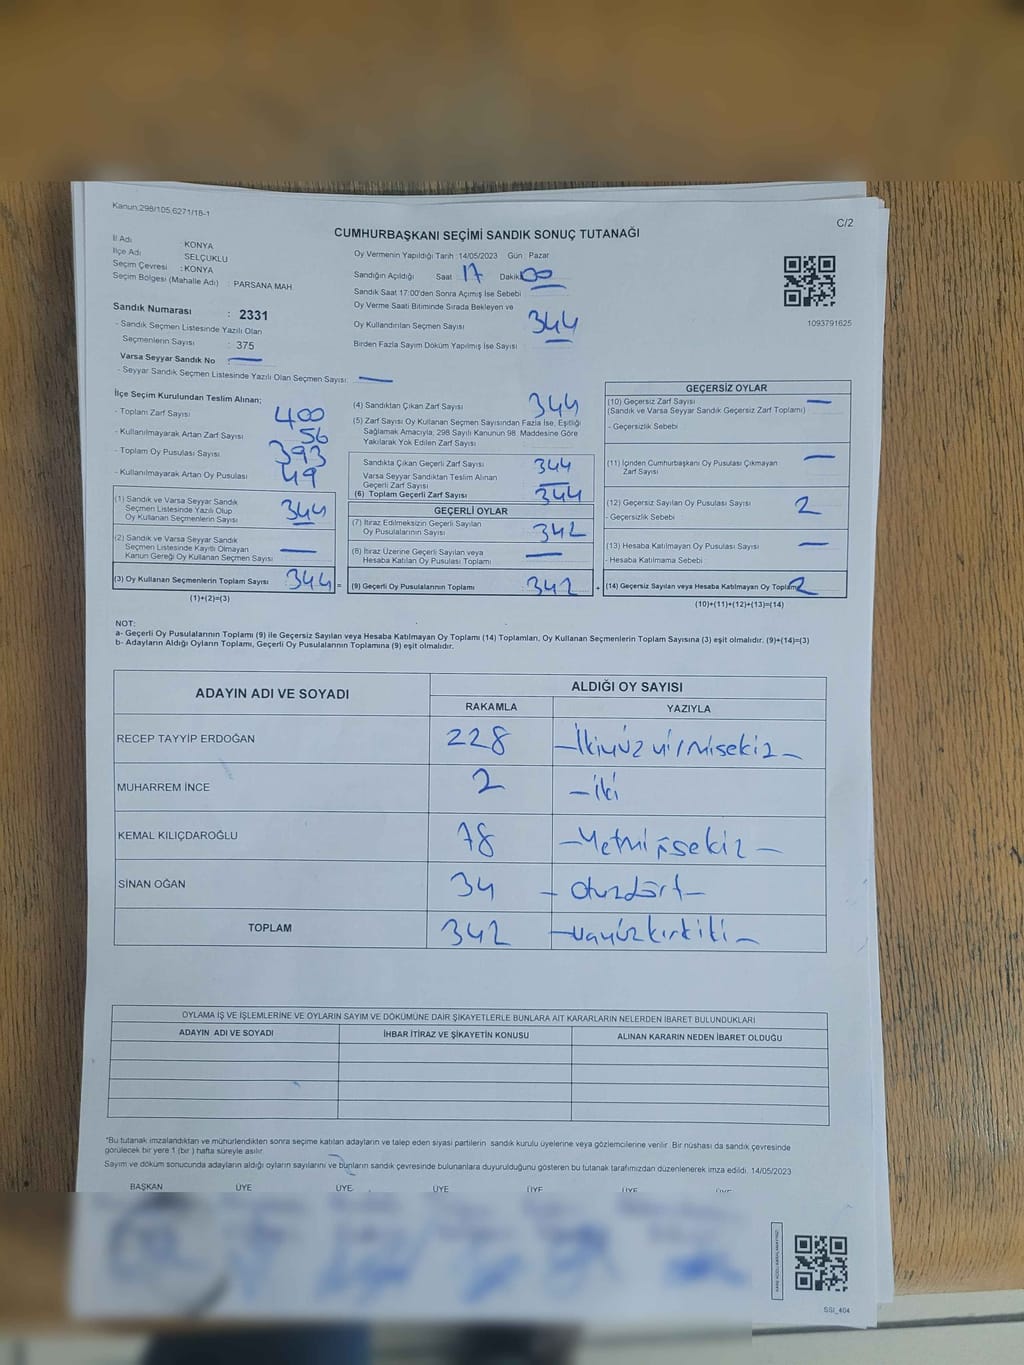 Kanun:298/105,6271/18-1
C/2
CUMHURBAŞKANI SEÇİMİ SANDIK SONUÇ TUTANAĞI
İl Adı : KONYA
İlçe Adı : SELÇUKLU
Seçim Çevresi : KONYA
Seçim Bölgesi (Mahalle Adı) : PARSANA MAH.
Sandık Numarası : 2331
- Sandık Seçmen Listesinde Yazılı Olan
Seçmenlerin Sayısı : 375
Varsa Seyyar Sandık No : —
- Seyyar Sandık Seçmen Listesinde Yazılı Olan Seçmen Sayısı: —
Oy Vermenin Yapıldığı Tarih :14/05/2023 Gün : Pazar
Sandığın Açıldığı Saat 17 Dakika 00
Sandık Saat 17:00'den Sonra Açımış İse Sebebi
Oy Verme Saati Bitiminde Sırada Bekleyen ve
Oy Kullandırılan Seçmen Sayısı 344
Birden Fazla Sayım Döküm Yapılmış İse Sayısı
1093791625
İlçe Seçim Kurulundan Teslim Alınan;
- Toplam Zarf Sayısı 400
- Kullanılmayarak Artan Zarf Sayısı 56
- Toplam Oy Pusulası Sayısı 393
- Kullanılmayarak Artan Oy Pusulası 49
(1) Sandık ve Varsa Seyyar Sandık
Seçmen Listesinde Yazılı Olup
Oy Kullanan Seçmenlerin Sayısı 344
(2) Sandık ve Varsa Seyyar Sandık
Seçmen Listesinde Kayıtlı Olmayan
Kanun Gereği Oy Kullanan Seçmen Sayısı —
(3) Oy Kullanan Seçmenlerin Toplam Sayısı 344 =
(1)+(2)=(3)
(4) Sandıktan Çıkan Zarf Sayısı 344
(5) Zarf Sayısı Oy Kullanan Seçmen Sayısından Fazla İse, Eşitliği
Sağlamak Amacıyla; 298 Sayılı Kanunun 98. Maddesine Göre
Yakılarak Yok Edilen Zarf Sayısı
Sandıkta Çıkan Geçerli Zarf Sayısı 344
Varsa Seyyar Sandıktan Teslim Alınan
Geçerli Zarf Sayısı —
(6) Toplam Geçerli Zarf Sayısı 344
GEÇERLİ OYLAR
(7) İtiraz Edilmeksizin Geçerli Sayılan
Oy Pusulasının Sayısı 342
(8) İtiraz Üzerine Geçerli Sayılan veya
Hesaba Katılan Oy Pusulası Toplamı —
(9) Geçerli Oy Pusulalarının Toplamı 342 +
GEÇERSİZ OYLAR
(10) Geçersiz Zarf Sayısı —
(Sandık ve Varsa Seyyar Sandık Geçersiz Zarf Toplamı)
- Geçersizlik Sebebi
(11) İçinden Cumhurbaşkanı Oy Pusulası Çıkmayan
Zarf Sayısı —
(12) Geçersiz Sayılan Oy Pusulası Sayısı 2
- Geçersizlik Sebebi
(13) Hesaba Katılmayan Oy Pusulası Sayısı —
- Hesaba Katılmama Sebebi
(14) Geçersiz Sayılan veya Hesaba Katılmayan Oy Toplamı 2
(10)+(11)+(12)+(13)=(14)
NOT:
a- Geçerli Oy Pusulalarının Toplamı (9) ile Geçersiz Sayılan veya Hesaba Katılmayan Oy Toplamı (14) Toplamları, Oy Kullanan Seçmenlerin Toplam Sayısına (3) eşit olmalıdır. (9)+(14)=(3)
b- Adayların Aldığı Oyların Toplamı, Geçerli Oy Pusulalarının Toplamına (9) eşit olmalıdır.
ADAYIN ADI VE SOYADI ALDIĞI OY SAYISI
RAKAMLA YAZIYLA
RECEP TAYYİP ERDOĞAN 228 —İkiyüzyirmisekiz—
MUHARREM İNCE 2 —iki
KEMAL KILIÇDAROĞLU 78 —Yetmişsekiz—
SİNAN OĞAN 34 —otuzdört—
TOPLAM 342 —üçyüzkırkiki—
OYLAMA İŞ VE İŞLEMLERİNE VE OYLARIN SAYIM VE DÖKÜMÜNE DAİR ŞİKAYETLERLE BUNLARA AİT KARARLARIN NELERDEN İBARET BULUNDUKLARI
ADAYIN ADI VE SOYADI İHBAR İTİRAZ VE ŞİKAYETİN KONUSU ALINAN KARARIN NEDEN İBARET OLDUĞU
*Bu tutanak imzalandıktan ve mühürlendikten sonra seçime katılan adayların ve talep eden siyasi partilerin sandık kurulu üyelerine veya gözlemcilerine verilir. Bir nüshası da sandık çevresinde
görülecek bir yere 1 (bir) hafta süreyle asılır.
Sayım ve döküm sonucunda adayların aldığı oyların sayılarını ve bunların sandık çevresinde bulunanlara duyurulduğunu gösteren bu tutanak tarafımızdan düzenlenerek imza edildi. 14/05/2023
BAŞKAN ÜYE ÜYE ÜYE ÜYE ÜYE ÜYE
SSI_404